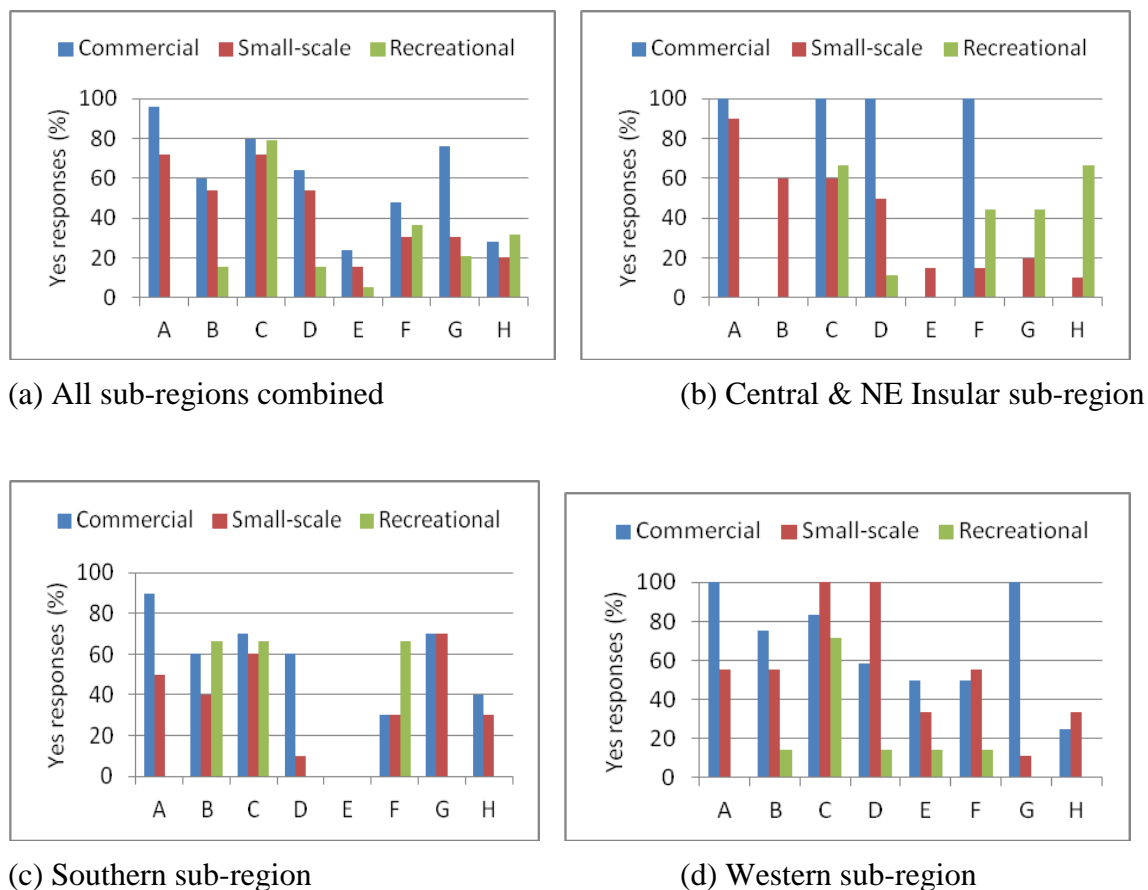 Commercial Small-scale Recreational
Yes responses (%)
100
80
60
40
20
0
A B C D E F G H
(a) All sub-regions combined
Commercial Small-scale Recreational
Yes responses (%)
100
80
60
40
20
0
A B C D E F G H
(b) Central & NE Insular sub-region
Commercial Small-scale Recreational
Yes responses (%)
100
80
60
40
20
0
A B C D E F G H
(c) Southern sub-region
Commercial Small-scale Recreational
Yes responses (%)
100
80
60
40
20
0
A B C D E F G H
(d) Western sub-region